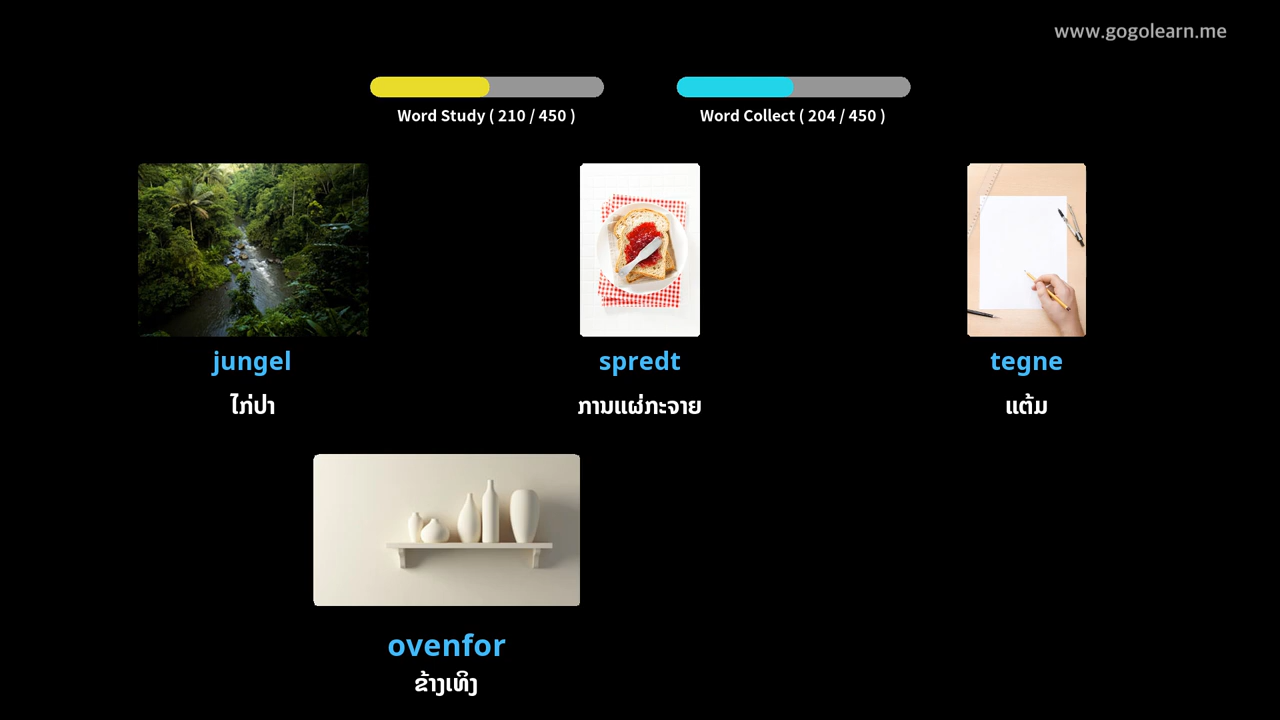 www.gogolearn.me
Word Study ( 210 / 450 )
Word Collect ( 204 / 450 )
jungel
spredt
tegne
ໄກ່ປາ
ການແຜ່ກະຈາຍ
ແຕ້ມ
ovenfor
ຂ້າງເທິງ